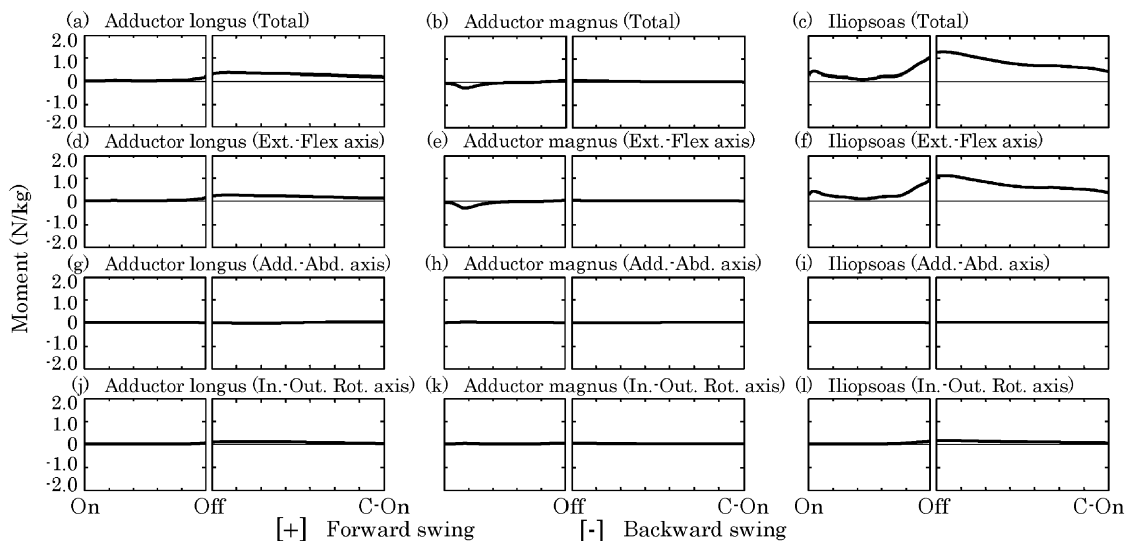 (a) Adductor longus (Total)
(b) Adductor magnus (Total)
(c) Iliopsoas (Total)
2.0
1.0
0
-1.0
-2.0
(d) Adductor longus (Ext.-Flex axis)
(e) Adductor magnus (Ext.-Flex axis)
(f) Iliopsoas (Ext.-Flex axis)
2.0
1.0
0
-1.0
-2.0
Moment (N/kg)
(g) Adductor longus (Add.-Abd. axis)
(h) Adductor magnus (Add.-Abd. axis)
(i) Iliopsoas (Add.-Abd. axis)
2.0
1.0
0
-1.0
-2.0
(j) Adductor longus (In.-Out. Rot. axis)
(k) Adductor magnus (In.-Out. Rot. axis)
(l) Iliopsoas (In.-Out. Rot. axis)
2.0
1.0
0
-1.0
-2.0
On Off C-On Off On Off C-On
[+] Forward swing [-] Backward swing